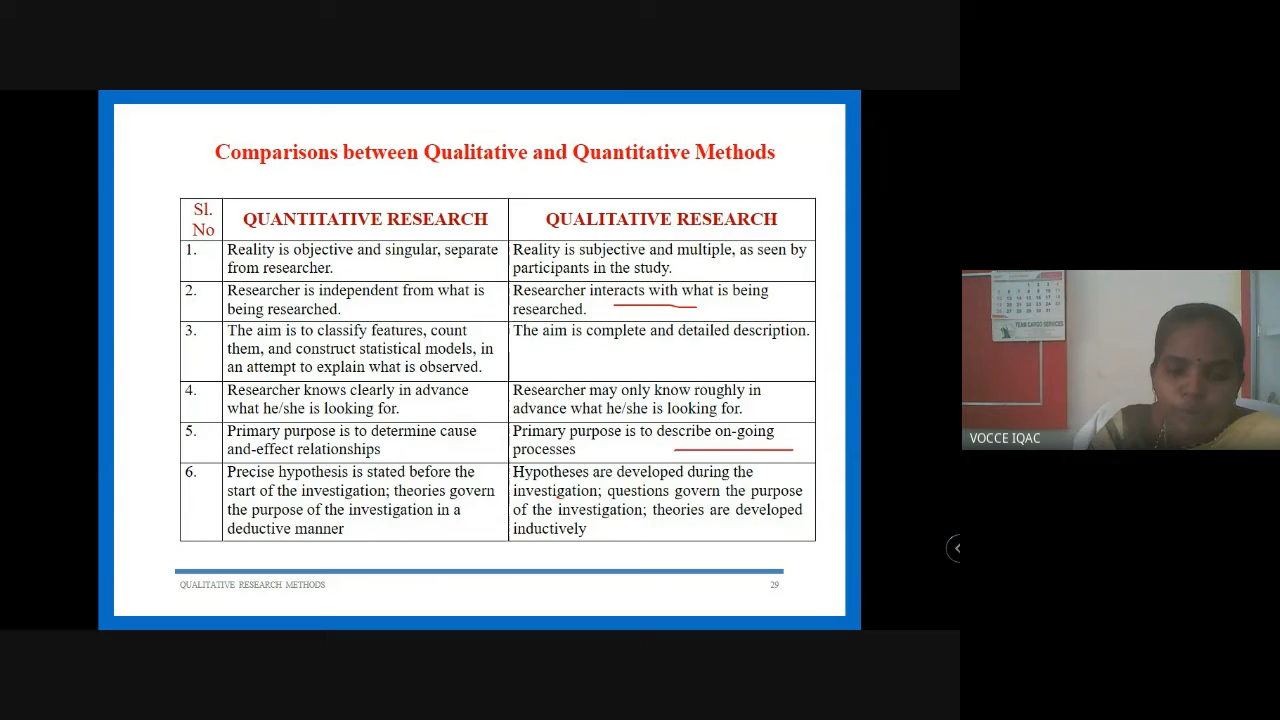 Comparisons between Qualitative and Quantitative Methods
Sl. No
QUANTITATIVE RESEARCH
QUALITATIVE RESEARCH
1.
Reality is objective and singular, separate
from researcher.
Reality is subjective and multiple, as seen by
participants in the study.
2.
Researcher is independent from what is
being researched.
Researcher interacts with what is being
researched.
3.
The aim is to classify features, count
them, and construct statistical models, in
an attempt to explain what is observed.
The aim is complete and detailed description.
4.
Researcher knows clearly in advance
what he/she is looking for.
Researcher may only know roughly in
advance what he/she is looking for.
5.
Primary purpose is to determine cause
and-effect relationships
Primary purpose is to describe on-going
processes
6.
Precise hypothesis is stated before the
start of the investigation; theories govern
the purpose of the investigation in a
deductive manner
Hypotheses are developed during the
investigation; questions govern the purpose
of the investigation; theories are developed
inductively
QUALITATIVE RESEARCH METHODS
29
TEAM CARGO SERVICES
VOCCE IQAC